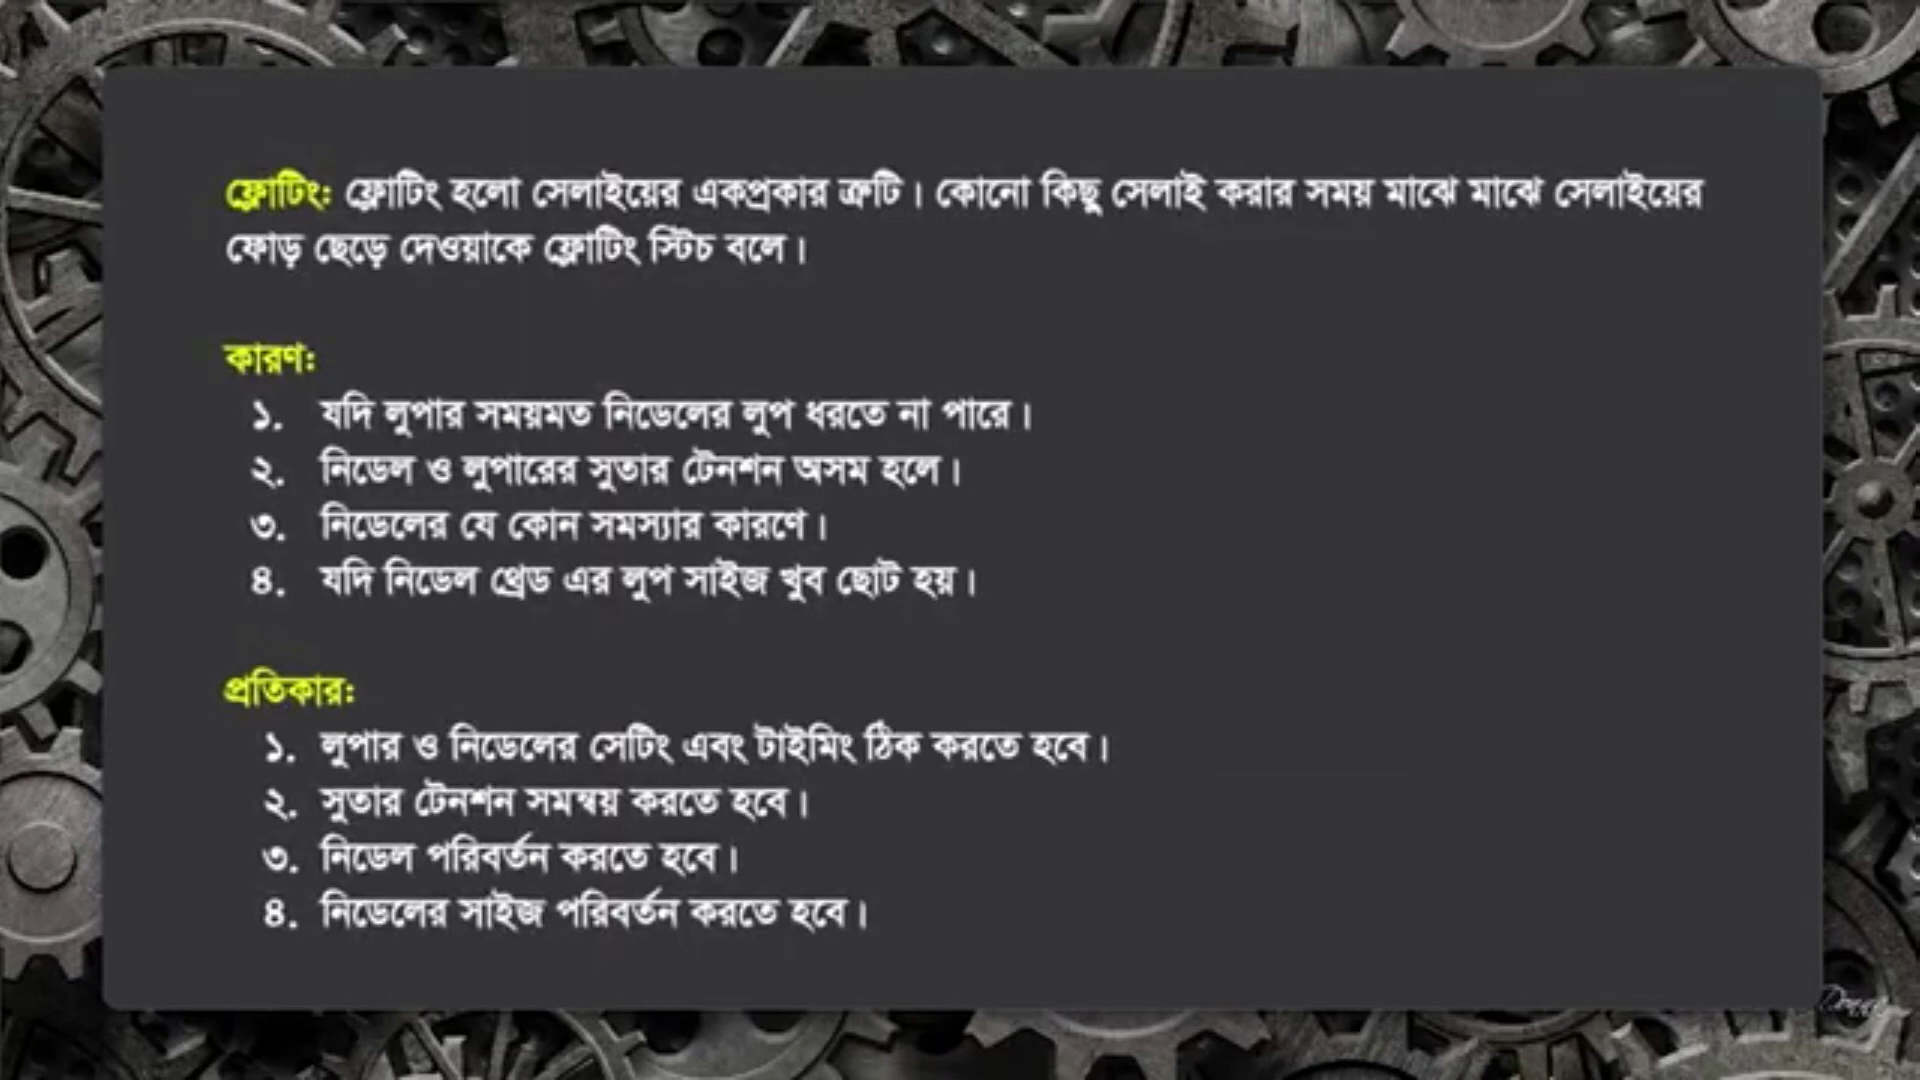 ফ্লোটিং: ফ্লোটিং হলো সেলাইয়ের একপ্রকার ত্রুটি। কোনো কিছু সেলাই করার সময় মাঝে মাঝে সেলাইয়ের
ফোড় ছেড়ে দেওয়াকে ফ্লোটিং স্টিচ বলে।
কারণ:
১. যদি লুপার সময়মত নিডেলের লুপ ধরতে না পারে।
২. নিডেল ও লুপারের সুতার টেনশন অসম হলে।
৩. নিডেলের যে কোন সমস্যার কারণে।
৪. যদি নিডেল থ্রেড এর লুপ সাইজ খুব ছোট হয়।
প্রতিকার:
১. লুপার ও নিডেলের সেটিং এবং টাইমিং ঠিক করতে হবে।
২. সুতার টেনশন সমন্বয় করতে হবে।
৩. নিডেল পরিবর্তন করতে হবে।
৪. নিডেলের সাইজ পরিবর্তন করতে হবে।